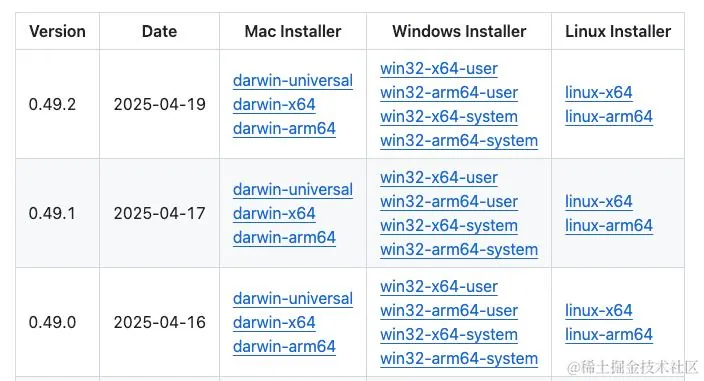 Version Date Mac Installer Windows Installer Linux Installer
0.49.2 2025-04-19 darwin-universal win32-x64-user linux-x64
darwin-x64 win32-arm64-user linux-arm64
darwin-arm64 win32-x64-system
win32-arm64-system
0.49.1 2025-04-17 darwin-universal win32-x64-user linux-x64
darwin-x64 win32-arm64-user linux-arm64
darwin-arm64 win32-x64-system
win32-arm64-system
0.49.0 2025-04-16 darwin-universal win32-x64-user linux-x64
darwin-x64 win32-arm64-user linux-arm64
darwin-arm64 win32-x64-system
win32-arm64-system
@稀土掘金技术社区